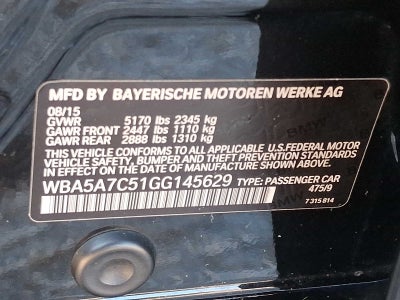 MFD BY BAYERISCHE MOTOREN WERKE AG
08/15
GVWR 5170 lbs 2345 kg
GAWR FRONT 2447 lbs 1110 kg
GAWR REAR 2888 lbs 1310 kg
THIS VEHICLE CONFORMS TO ALL APPLICABLE U.S.FEDERAL MOTOR
VEHICLE SAFETY, BUMPER, AND THEFT PREVENTION STANDARDS
IN EFFECT ON THE DATE OF MANUFACTURE SHOWN ABOVE.
WBA5A7C51GG145629 TYPE: PASSENGER CAR
475/9
7 315 814